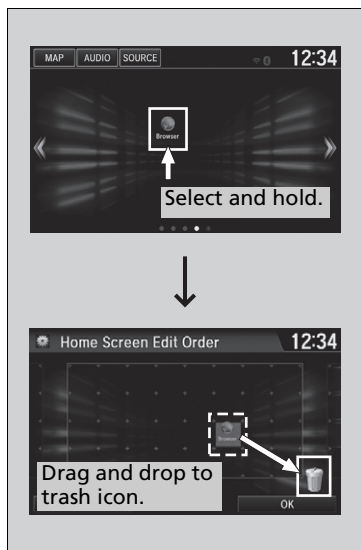 MAP AUDIO SOURCE 12:34
Browser
Select and hold.
Home Screen Edit Order 12:34
Browser
Drag and drop to
trash icon.
OK